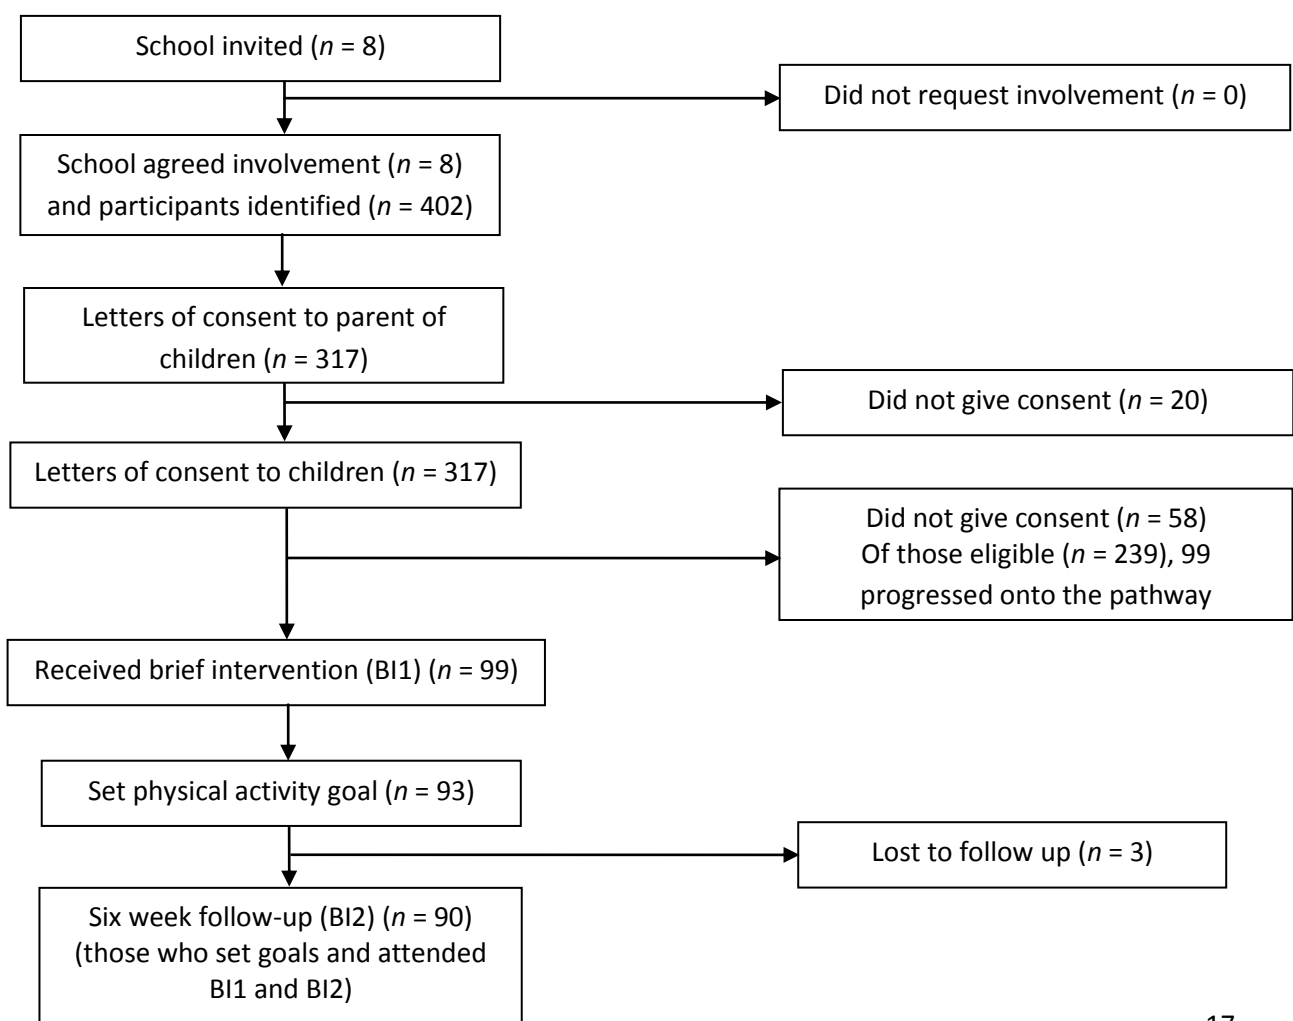 School invited (n = 8)
Did not request involvement (n = 0)
School agreed involvement (n = 8)
and participants identified (n = 402)
Letters of consent to parent of
children (n = 317)
Did not give consent (n = 20)
Letters of consent to children (n = 317)
Did not give consent (n = 58)
Of those eligible (n = 239), 99
progressed onto the pathway
Received brief intervention (BI1) (n = 99)
Set physical activity goal (n = 93)
Lost to follow up (n = 3)
Six week follow-up (BI2) (n = 90)
(those who set goals and attended
BI1 and BI2)
17